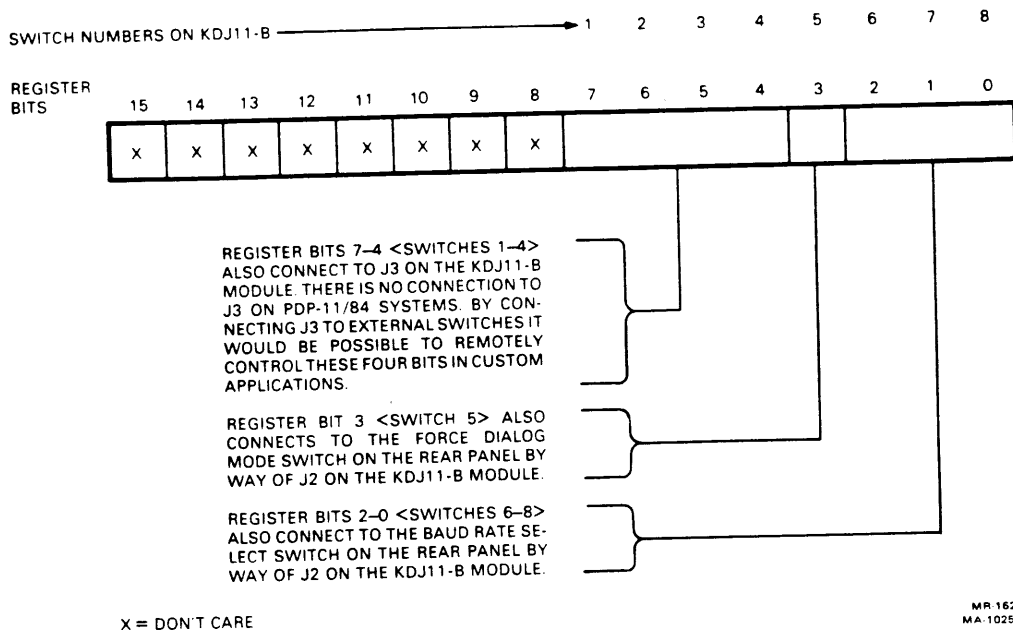 SWITCH NUMBERS ON KDJ11-B 1 2 3 4 5 6 7 8
REGISTER
BITS 15 14 13 12 11 10 9 8 7 6 5 4 3 2 1 0
X X X X X X X X
REGISTER BITS 7–4 <SWITCHES 1–4>
ALSO CONNECT TO J3 ON THE KDJ11-B
MODULE. THERE IS NO CONNECTION TO
J3 ON PDP-11/84 SYSTEMS. BY CON-
NECTING J3 TO EXTERNAL SWITCHES IT
WOULD BE POSSIBLE TO REMOTELY
CONTROL THESE FOUR BITS IN CUSTOM
APPLICATIONS.
REGISTER BIT 3 <SWITCH 5> ALSO
CONNECTS TO THE FORCE DIALOG
MODE SWITCH ON THE REAR PANEL BY
WAY OF J2 ON THE KDJ11-B MODULE.
REGISTER BITS 2–0 <SWITCHES 6–8>
ALSO CONNECT TO THE BAUD RATE SE-
LECT SWITCH ON THE REAR PANEL BY
WAY OF J2 ON THE KDJ11-B MODULE.
X = DON'T CARE
MR-162
MA-1025